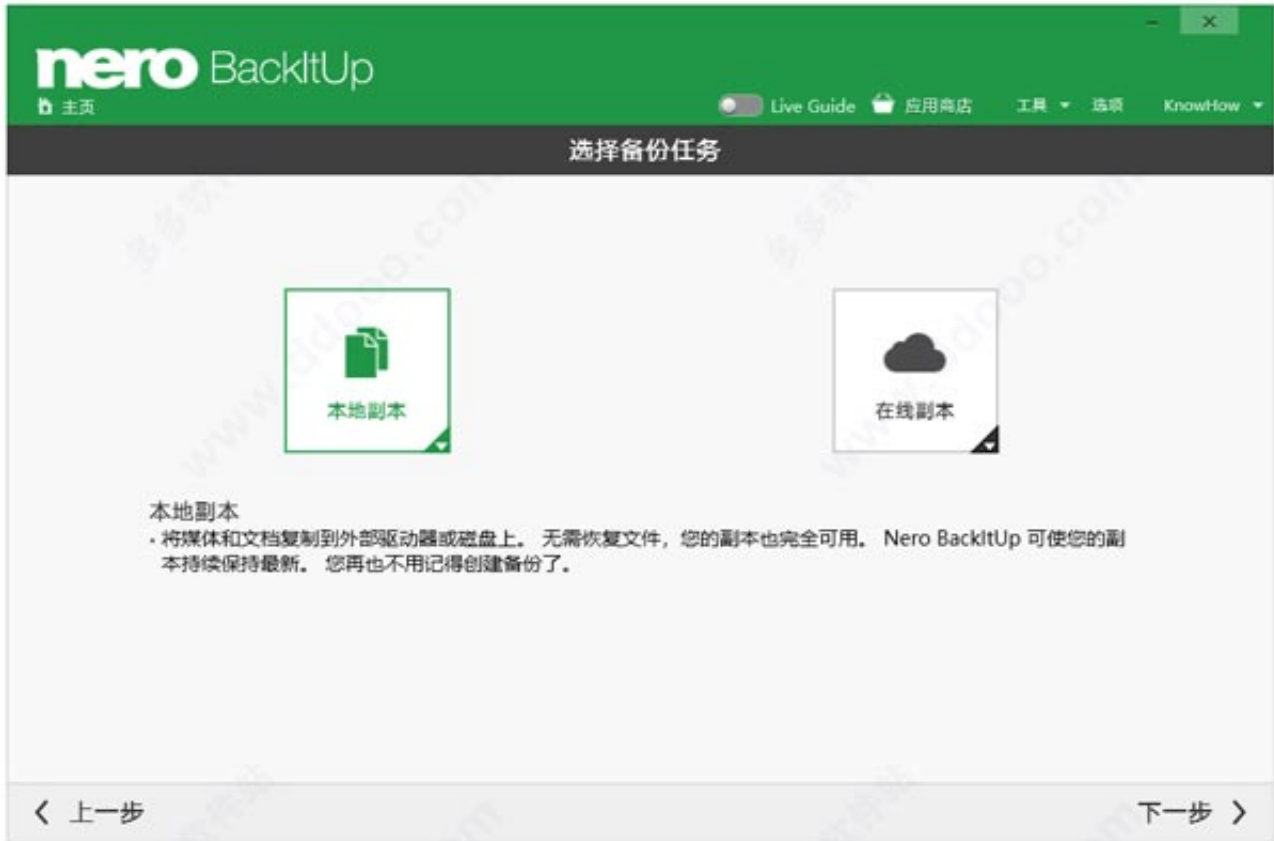 nero BackItUp
主页
Live Guide 应用商店 工具 选项 KnowHow
选择备份任务
本地副本
在线副本
本地副本
· 将媒体和文档复制到外部驱动器或磁盘上。 无需恢复文件，您的副本也完全可用。 Nero BackItUp 可使您的副
本持续保持最新。 您再也不用记得创建备份了。
上一步
下一步
www.ddooo.com